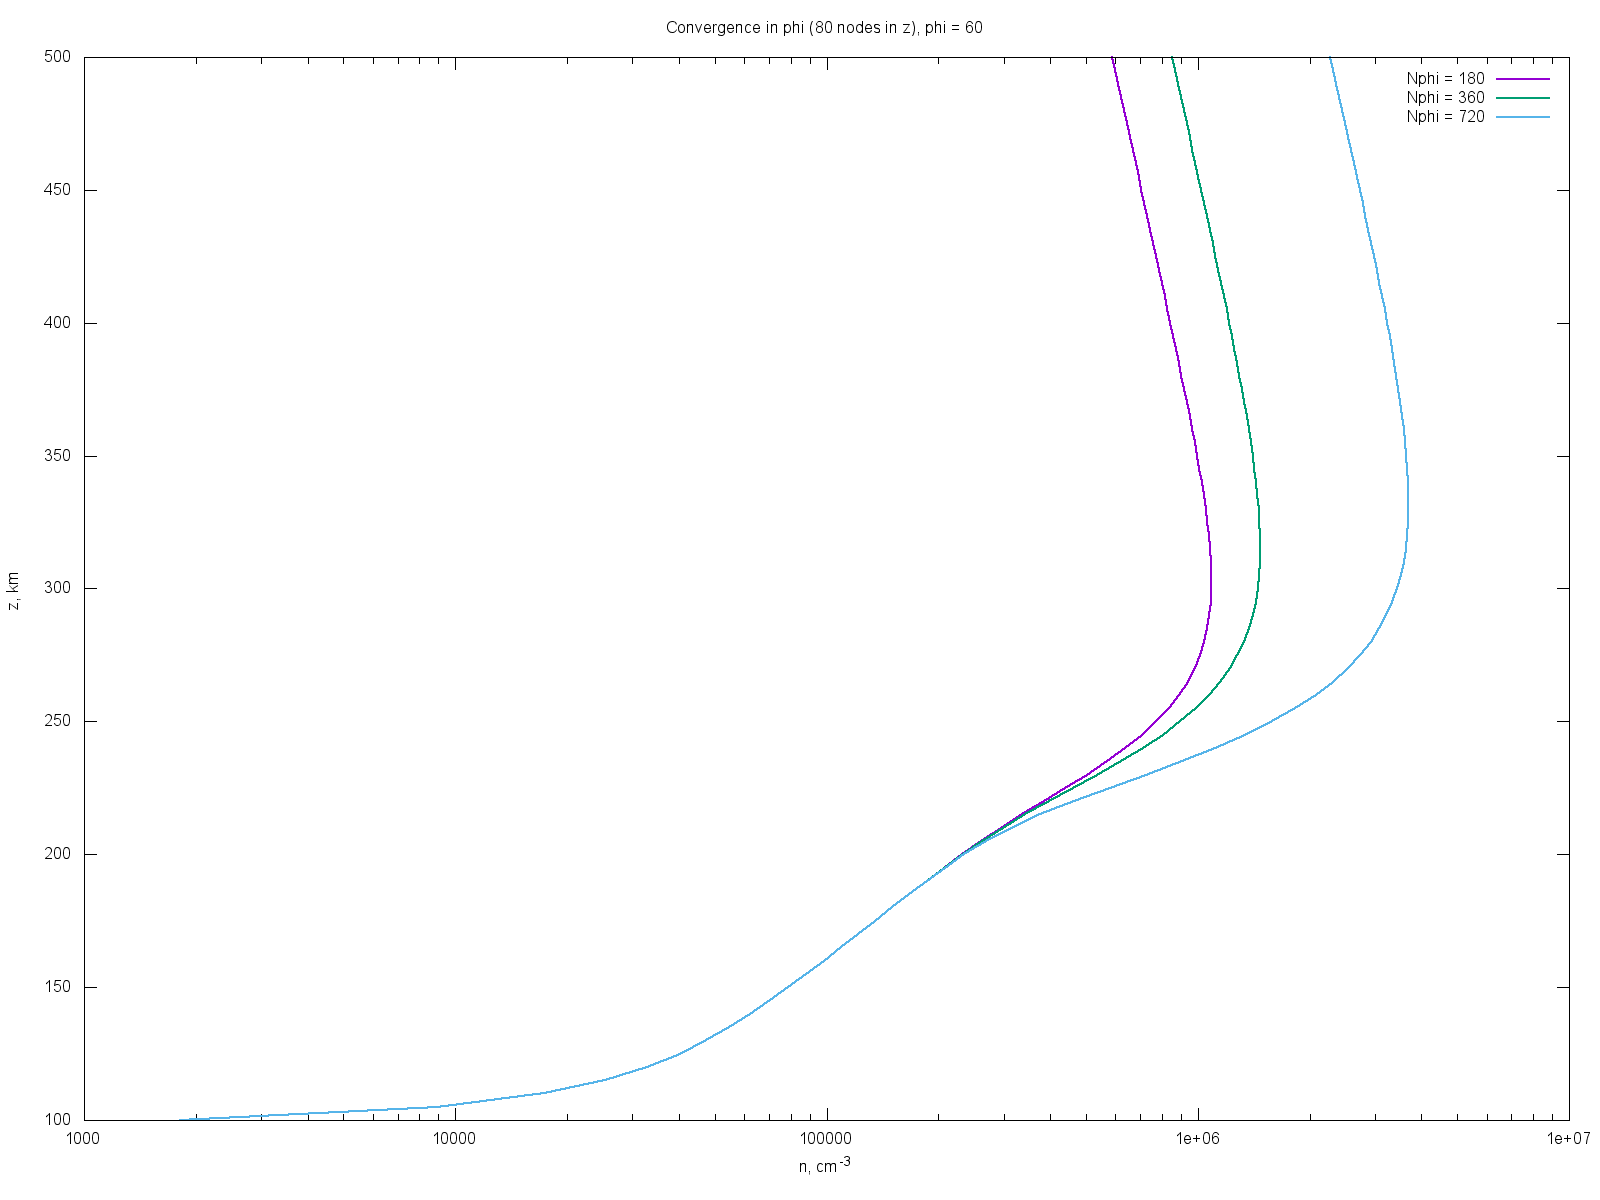 Convergence in phi (80 nodes in z), phi = 60
500
450
400
350
300
250
200
150
100
z, km
Nphi = 180
Nphi = 360
Nphi = 720
1000
10000
100000
1e+06
1e+07
n, cm-3